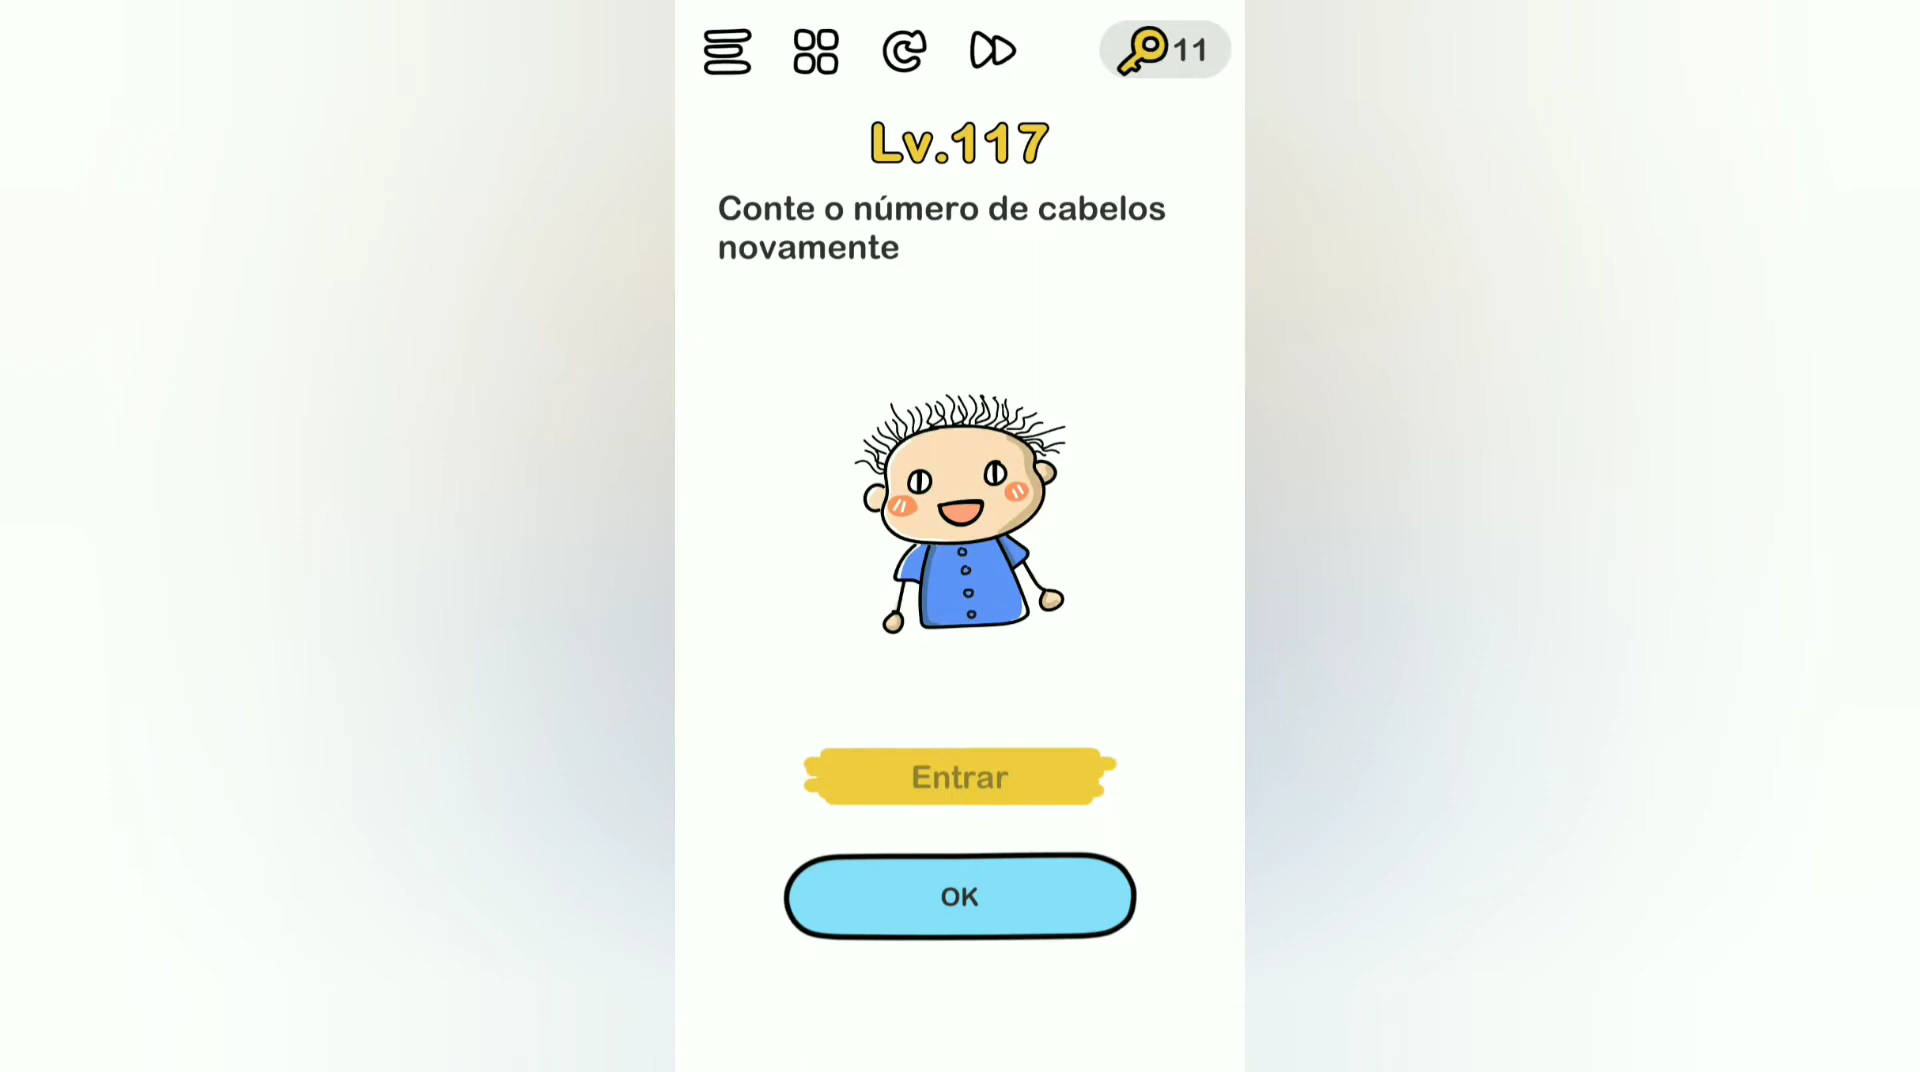 11
Lv.117
Conte o número de cabelos
novamente
Entrar
OK